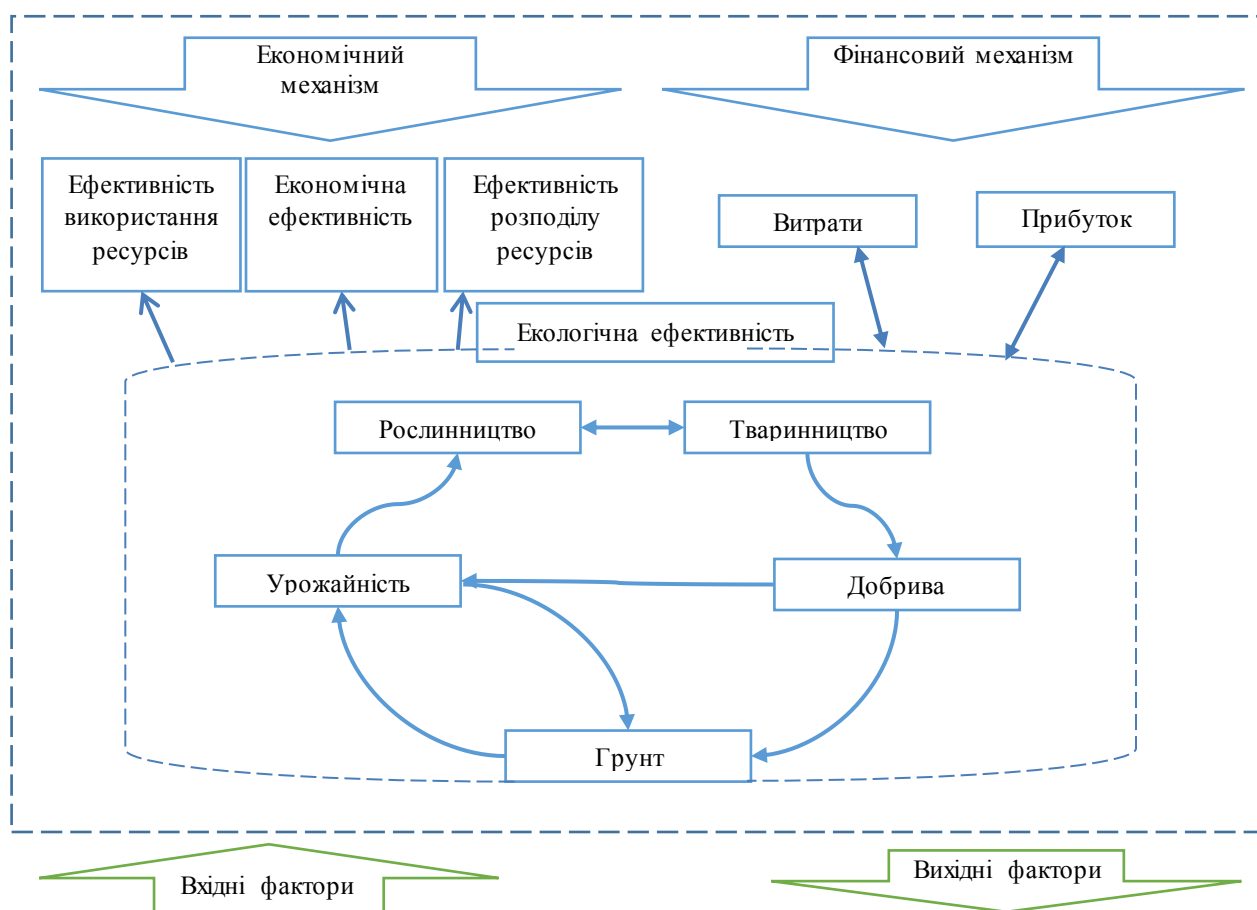 Економічний
механізм
Фінансовий механізм
Ефективність
використання
ресурсів
Економічна
ефективність
Ефективність
розподілу
ресурсів
Витрати
Прибуток
Екологічна ефективність
Рослинництво
Тваринництво
Урожайність
Добрива
Грунт
Вхідні фактори
Вихідні фактори